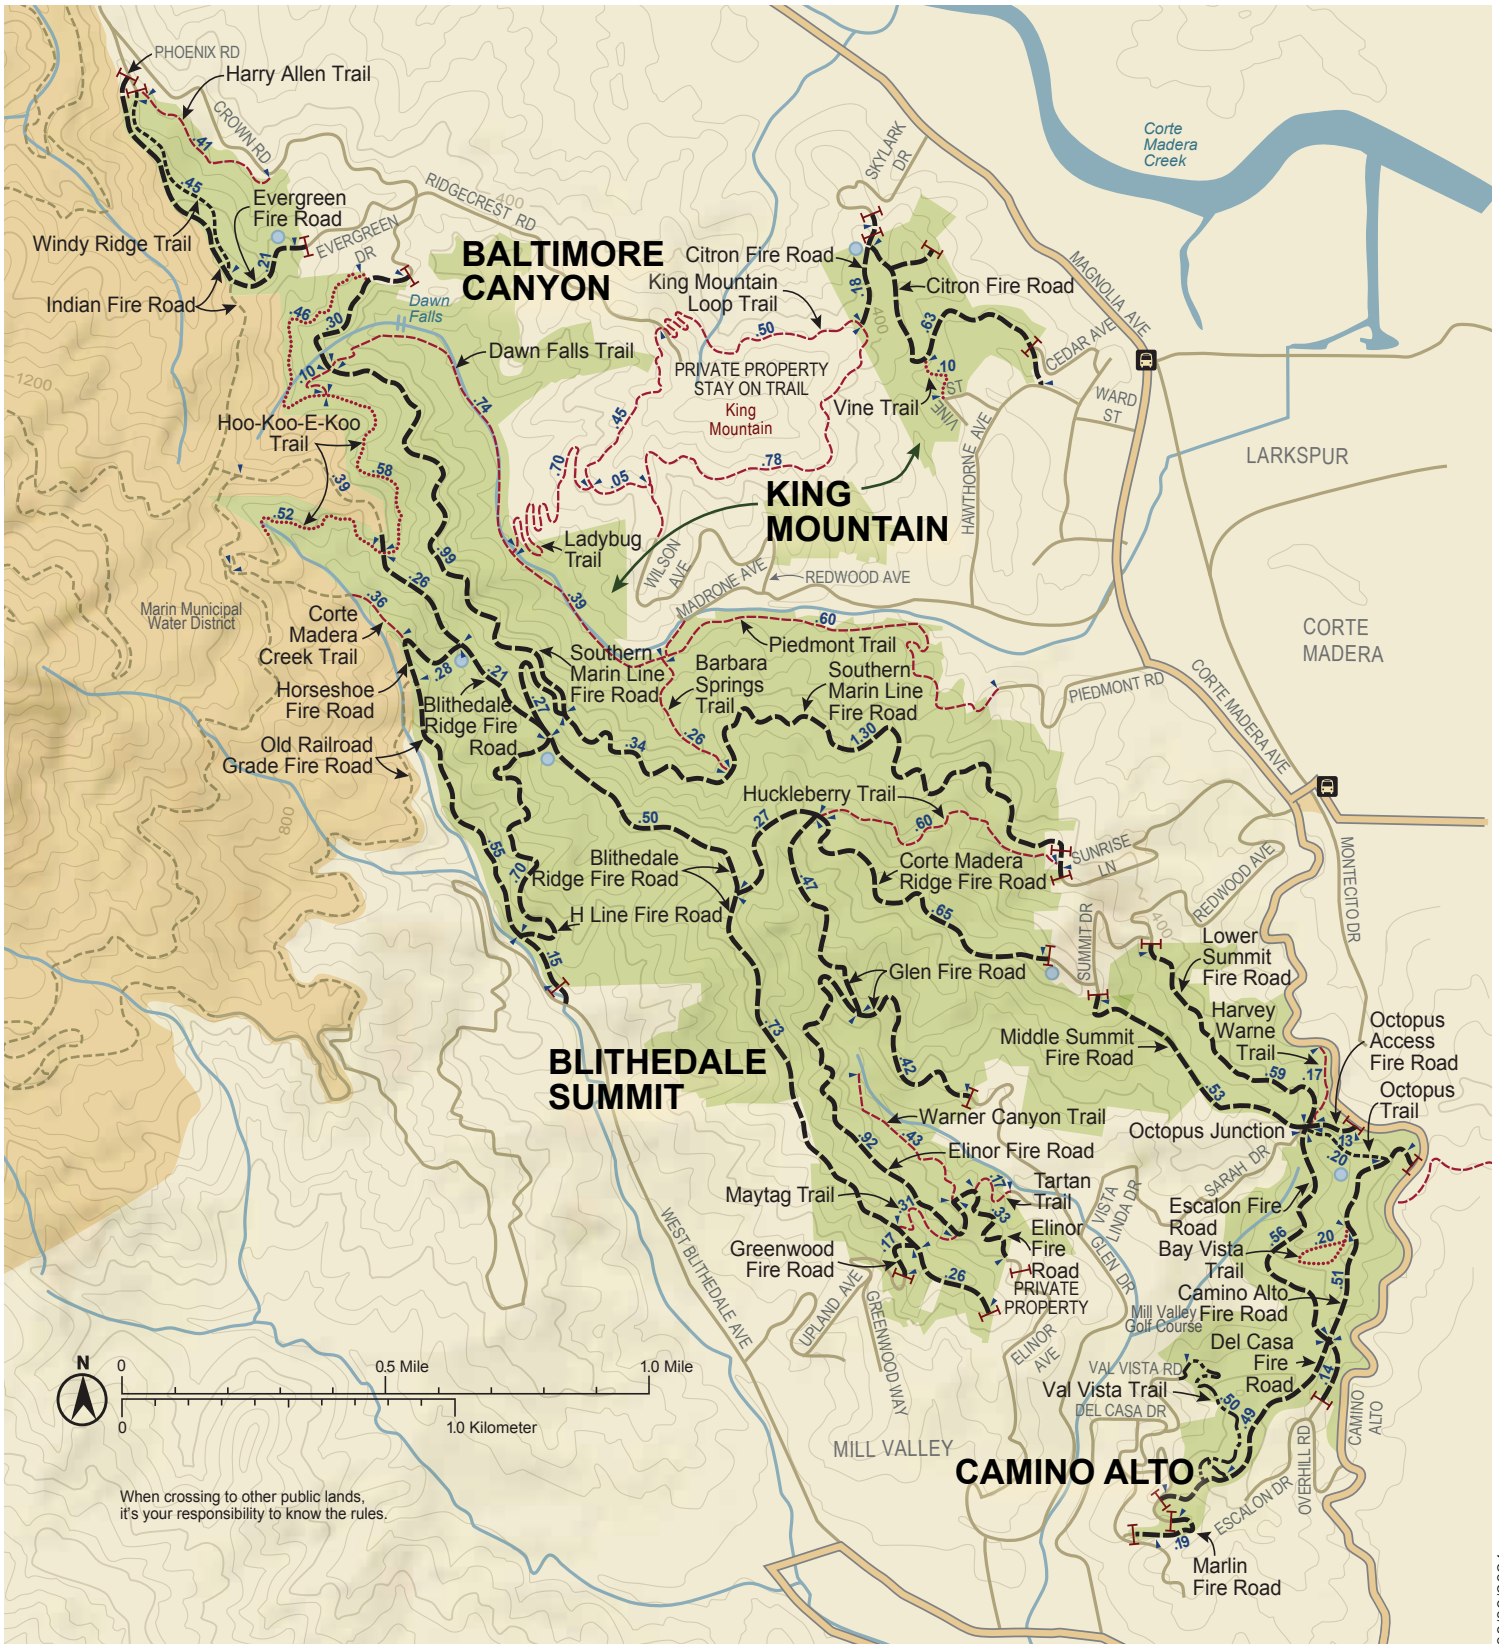 PHOENIX RD
Harry Allen Trail
CROWN RD
.41
.45
Evergreen
Fire Road
Windy Ridge Trail
.21
EVERGREEN
DR
Indian Fire Road
RIDGECREST RD
400
BALTIMORE
CANYON
Dawn
Falls
.46
.30
.10
Dawn Falls Trail
.74
1200
Hoo-Koo-E-Koo
Trail
.58
.39
.52
SKYLARK
DR
Citron Fire Road
King Mountain
Loop Trail
.18
400
Citron Fire Road
.63
.50
PRIVATE PROPERTY
STAY ON TRAIL
King
Mountain
.10
Vine Trail
VINE
ST
CEDAR AVE
WARD
ST
MAGNOLIA AVE
Corte
Madera
Creek
HAWTHORNE AVE
LARKSPUR
.45
.70
.05
.78
KING
MOUNTAIN
Ladybug
Trail
WILSON
AVE
MADRONE AVE
REDWOOD AVE
.99
.26
.39
Marin Municipal
Water District
.36
Corte
Madera
Creek Trail
Horseshoe
Fire Road
.28
.21
.27
Blithedale
Ridge Fire
Road
Old Railroad
Grade Fire Road
Southern
Marin Line
Fire Road
.60
Piedmont Trail
Barbara
Springs
Trail
Southern
Marin Line
Fire Road
.26
.34
1.30
PIEDMONT RD
CORTE
MADERA
CORTE MADERA AVE
800
Huckleberry Trail
.60
.27
.50
.55
.70
Blithedale
Ridge Fire Road
H Line Fire Road
.15
.47
Corte Madera
Ridge Fire Road
.65
SUNRISE
LN
REDWOOD AVE
MONTECITO DR
SUMMIT DR
400
Lower
Summit
Fire Road
Glen Fire Road
.73
.42
BLITHEDALE
SUMMIT
Middle Summit
Fire Road
Harvey
Warne
Trail
Octopus
Access
Fire Road
.59
.17
.53
Octopus
Trail
Octopus Junction
.13
.20
Warner Canyon Trail
.43
.92
Elinor Fire Road
Maytag Trail
.31
.17
Tartan
Trail
.33
Elinor
Fire
Road
PRIVATE
PROPERTY
Greenwood
Fire Road
.17
.26
WEST BLITHEDALE AVE
UPLAND AVE
GREENWOOD WAY
ELINOR
AVE
GLEN DR
VISTA
LINDA DR
SARAH DR
Escalon Fire
Road
.56
Bay Vista
Trail
.20
.51
Camino Alto
Fire Road
Mill Valley
Golf Course
Del Casa
Fire
Road
.14
VAL VISTA RD
Val Vista Trail
DEL CASA DR
.50
.49
CAMINO
ALTO
OVERHILL RD
ESCALON DR
MILL VALLEY
CAMINO ALTO
.19
Marlin
Fire Road
N
0
0.5 Mile
1.0 Mile
0
1.0 Kilometer
When crossing to other public lands,
it's your responsibility to know the rules.